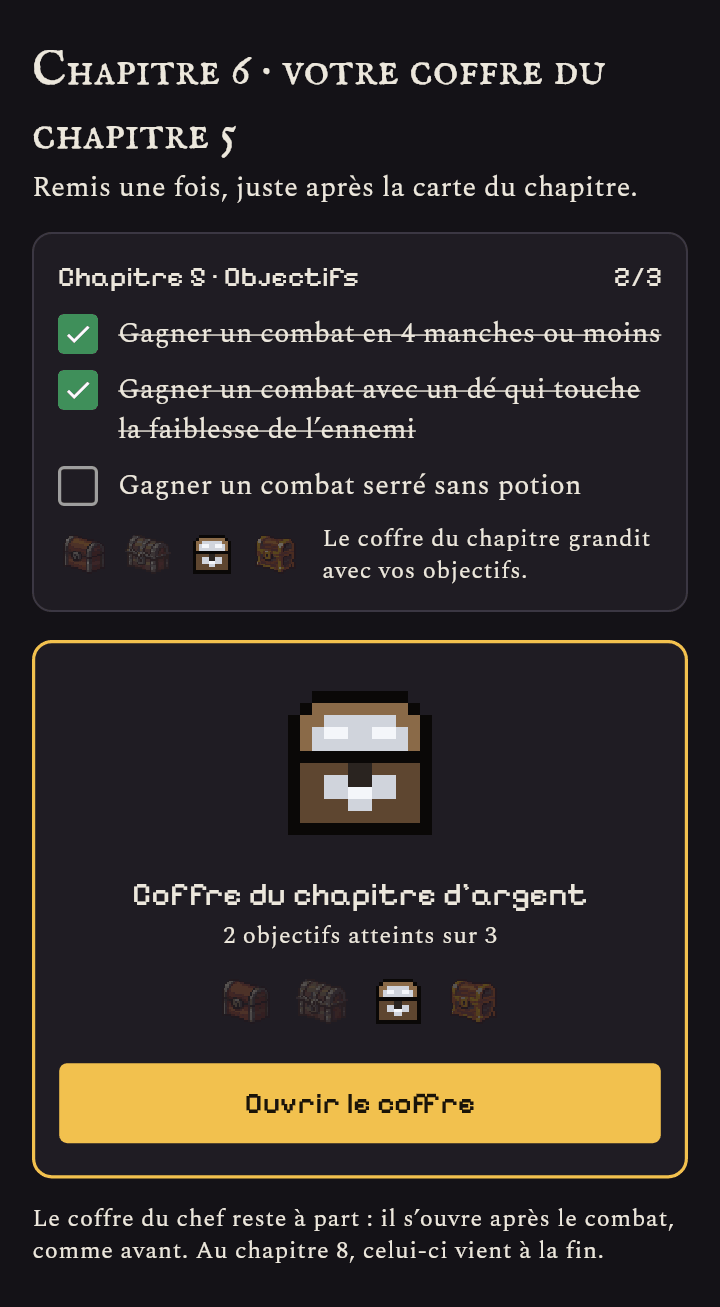 Chapitre 6 · votre coffre du
chapitre 5
Remis une fois, juste après la carte du chapitre.
Chapitre 5 · Objectifs
2/3
Gagner un combat en 4 manches ou moins
Gagner un combat avec un dé qui touche
la faiblesse de l’ennemi
Gagner un combat serré sans potion
Le coffre du chapitre grandit
avec vos objectifs.
Coffre du chapitre d'argent
2 objectifs atteints sur 3
Ouvrir le coffre
Le coffre du chef reste à part : il s’ouvre après le combat,
comme avant. Au chapitre 8, celui-ci vient à la fin.